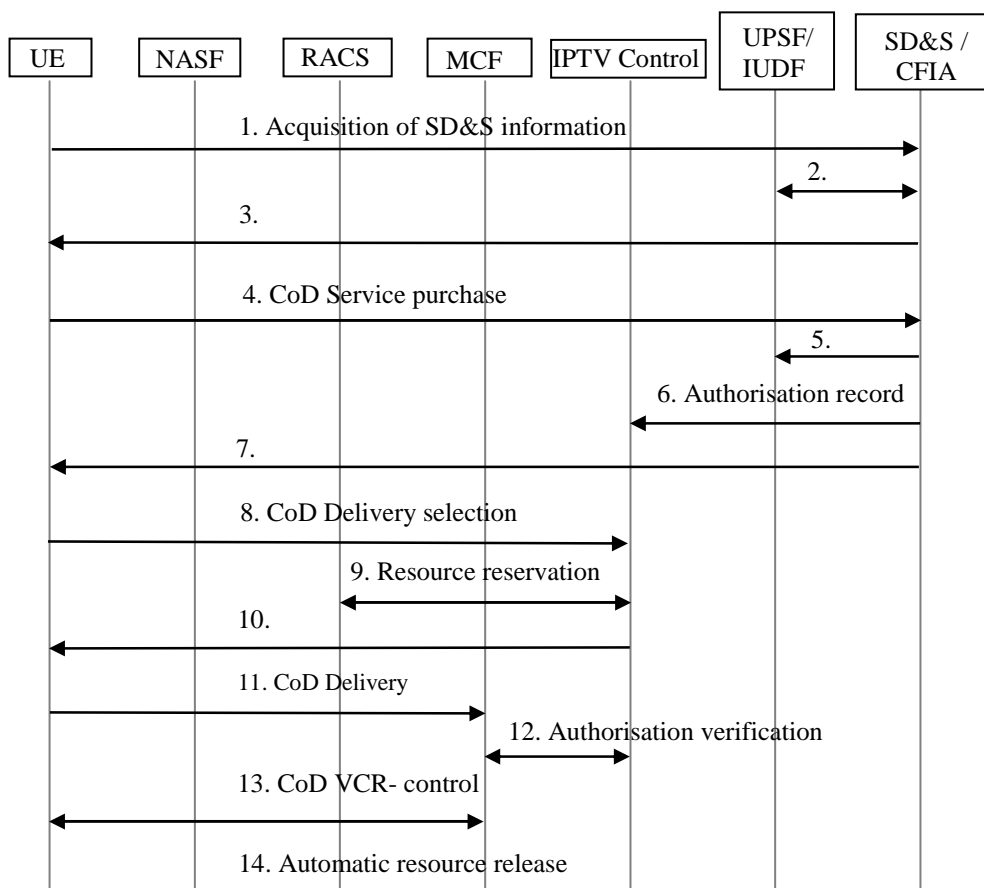 UE
NASF
RACS
MCF
IPTV Control
UPSF/
IUDF
SD&S /
CFIA
1. Acquisition of SD&S information
2.
3.
4. CoD Service purchase
5.
6. Authorisation record
7.
8. CoD Delivery selection
9. Resource reservation
10.
11. CoD Delivery
12. Authorisation verification
13. CoD VCR- control
14. Automatic resource release